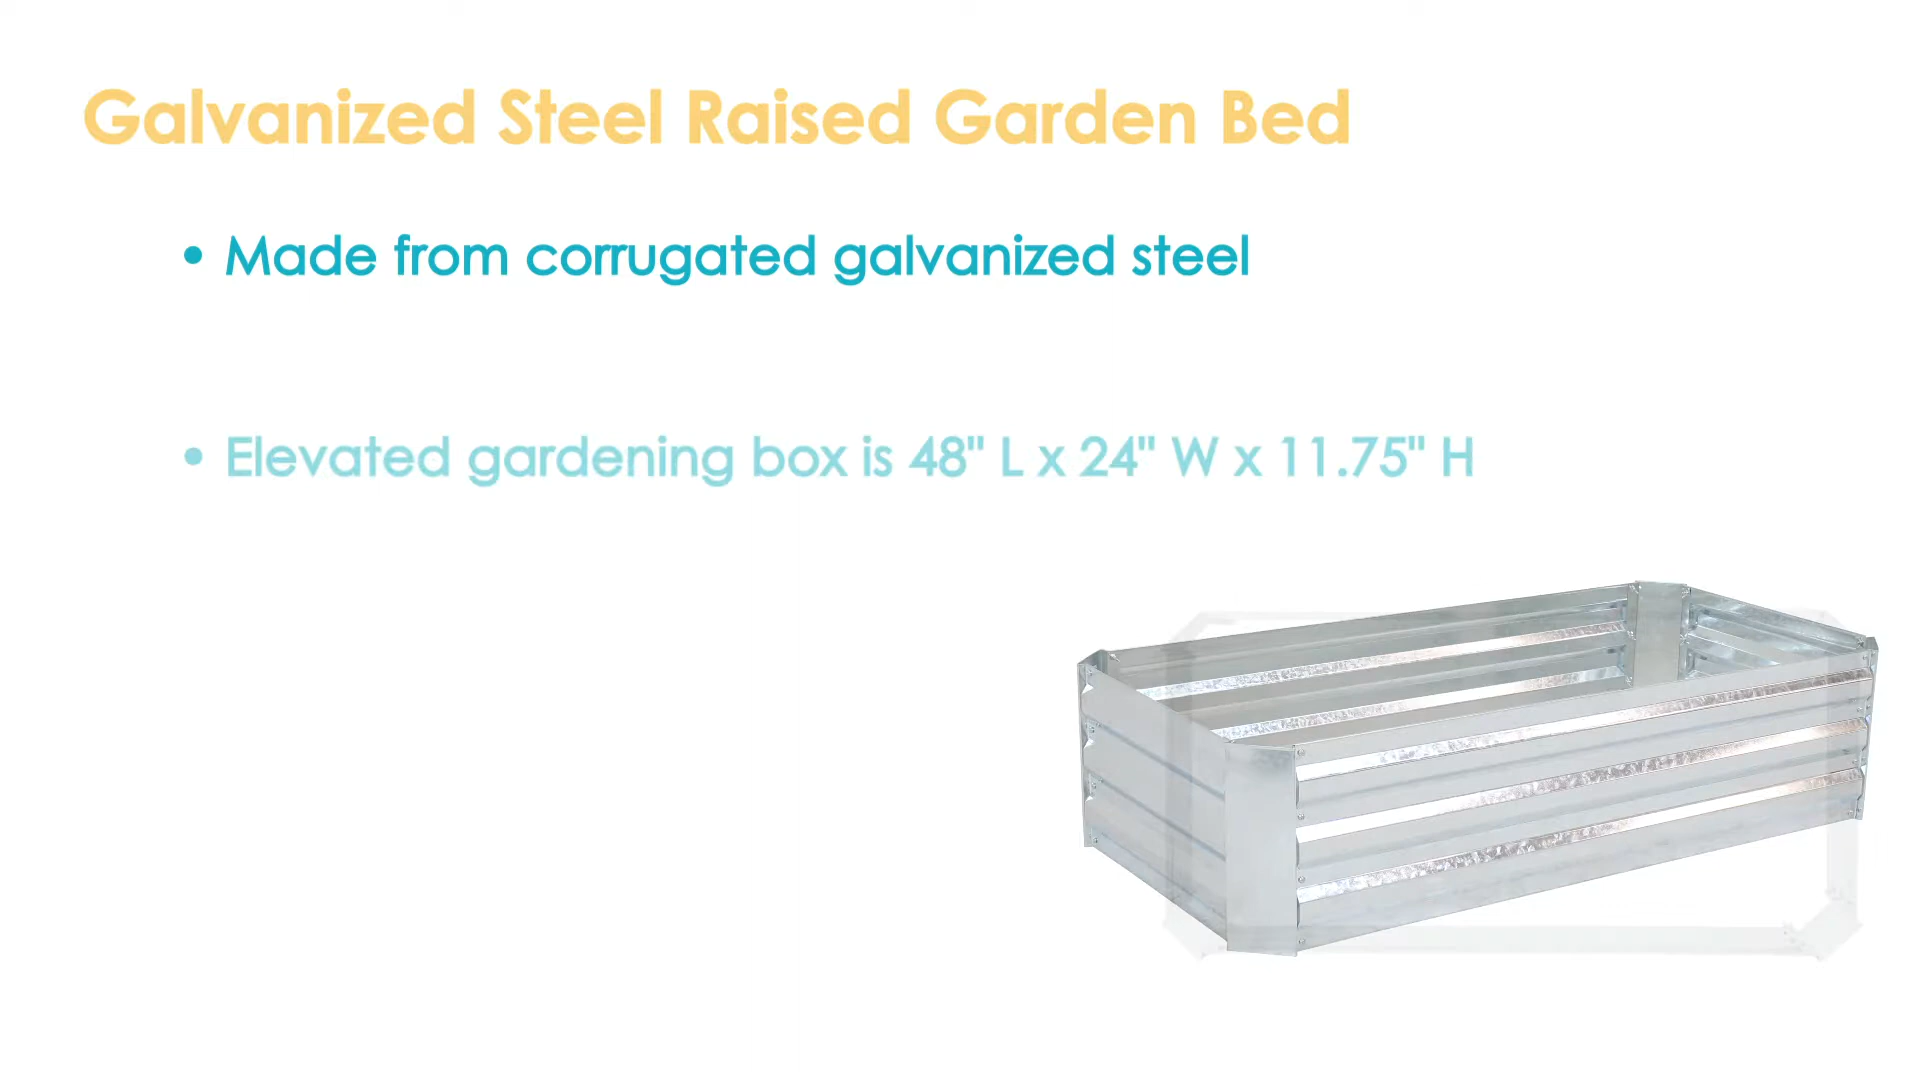 Galvanized Steel Raised Garden Bed
• Made from corrugated galvanized steel
• Elevated gardening box is 48" L x 24" W x 11.75" H